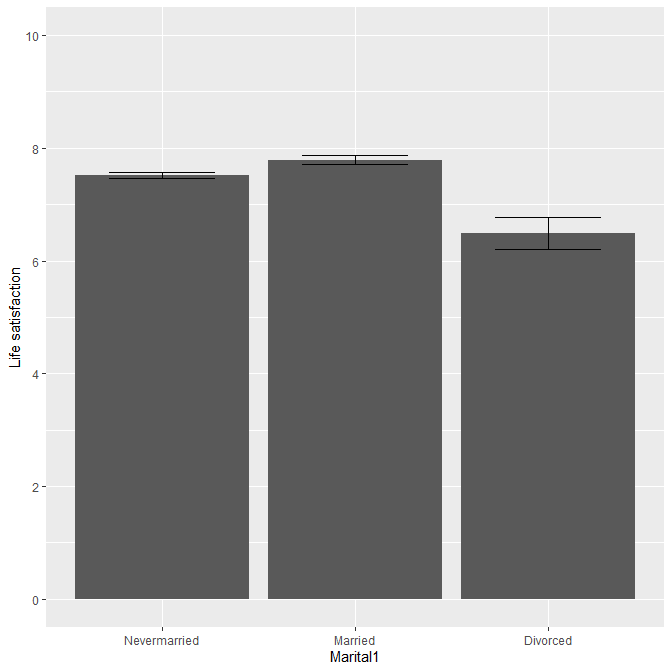 10
8
6
4
2
0
Life satisfaction
Nevermarried
Married
Divorced
Marital1